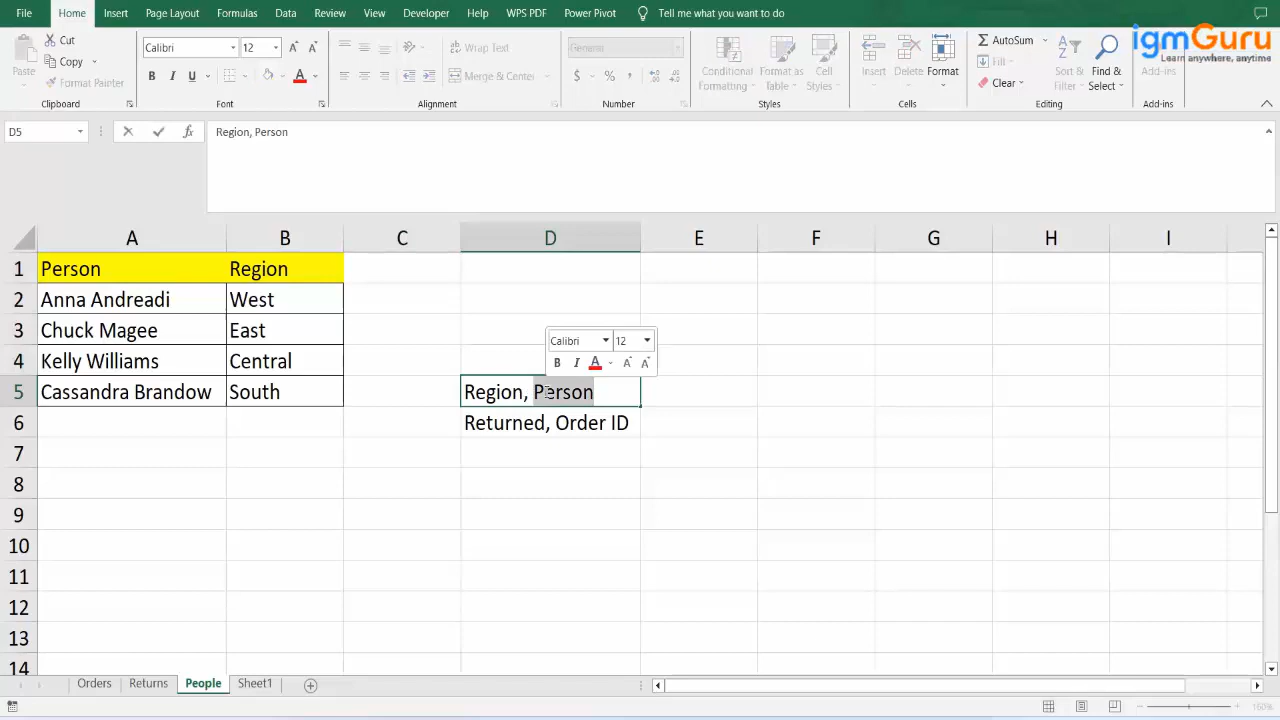 File Home Insert Page Layout Formulas Data Review View Developer Help WPS PDF Power Pivot Tell me what you want to do
igmGuru
Learn anywhere, anytime
Paste Cut Copy Format Painter
Calibri 12
B I U A
Wrap Text
Merge & Center
General
$ % ,
Conditional Formatting Format as Table Cell Styles
Insert Delete Format
AutoSum Fill Clear
Sort & Filter Find & Select
Add-ins
Clipboard Font Alignment Number Styles Cells Editing Add-ins
D5 fx Region, Person
A B C D E F G H I
1 Person Region
2 Anna Andreadi West
3 Chuck Magee East
Calibri 12
B I A A A
4 Kelly Williams Central
5 Cassandra Brandow South Region, Person
6 Returned, Order ID
7
8
9
10
11
12
13
14
Orders Returns People Sheet1
160%